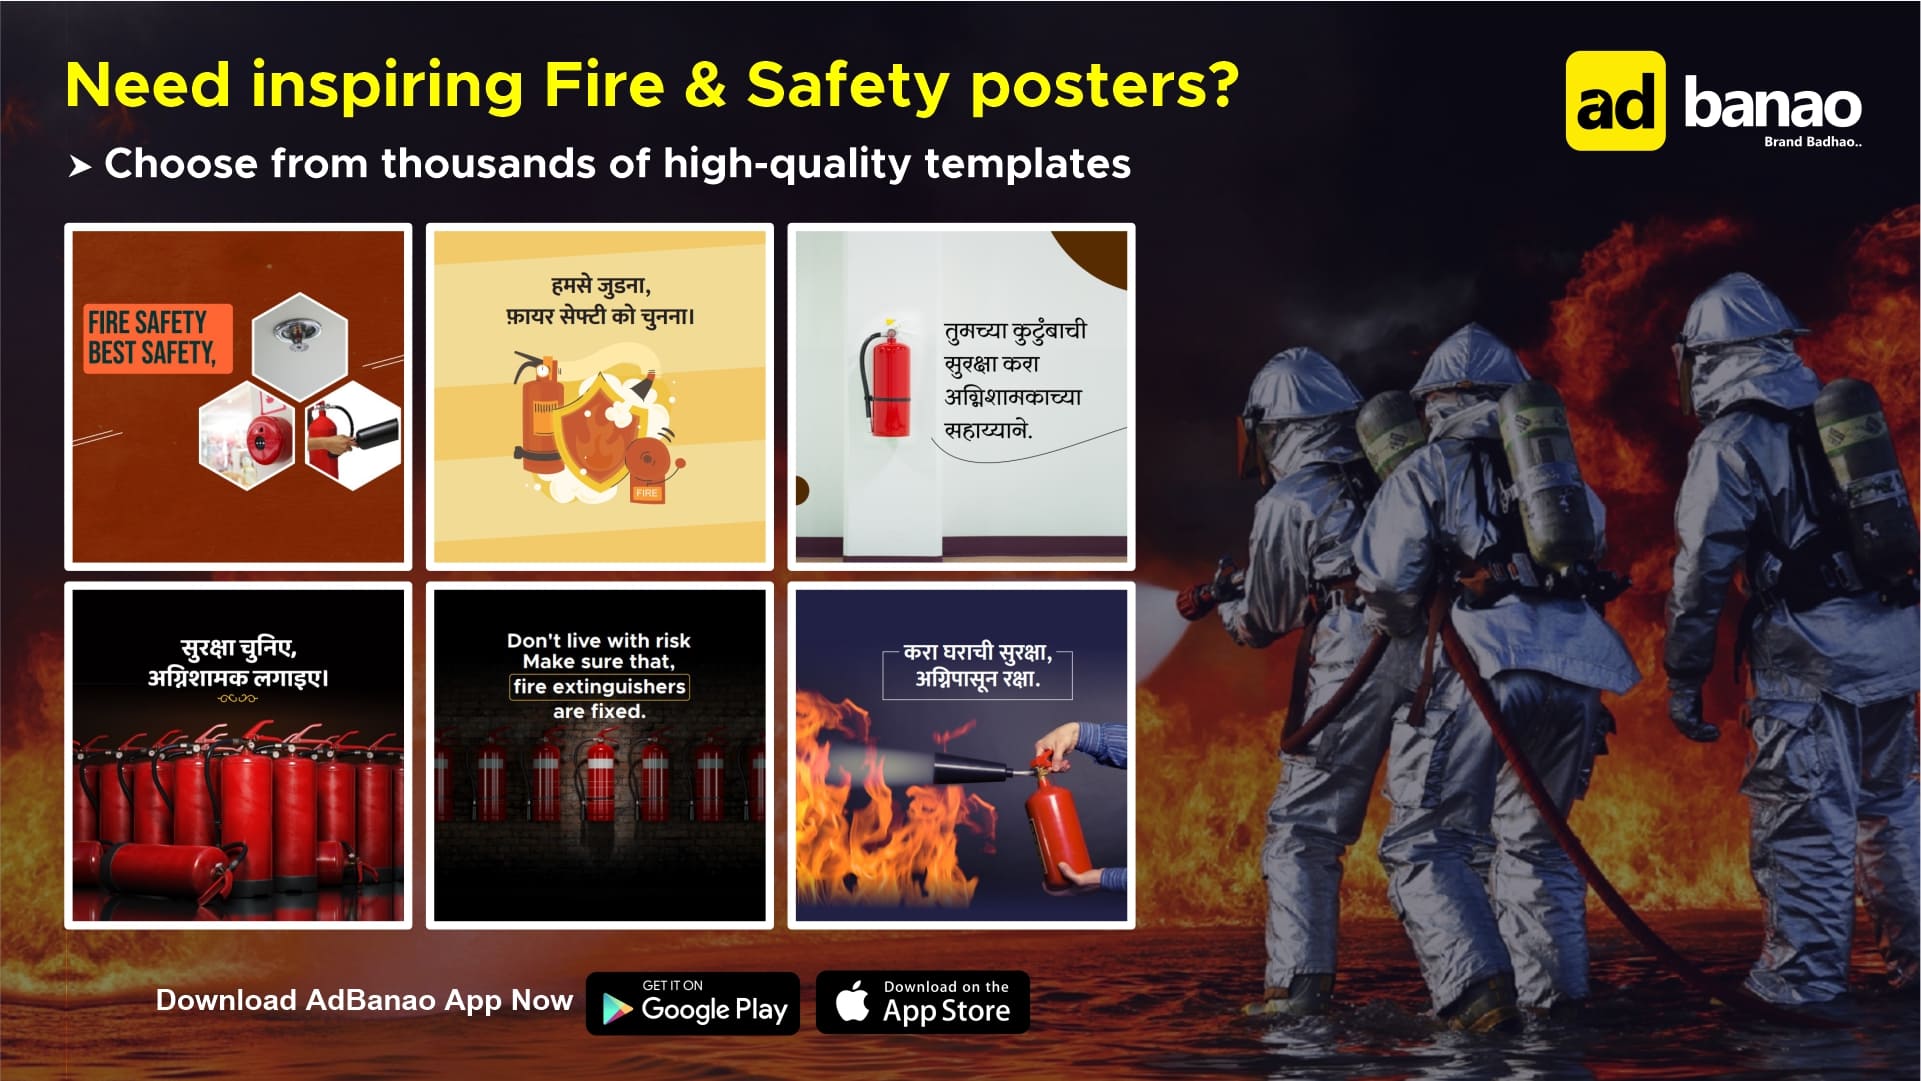 Need inspiring Fire & Safety posters?
➤ Choose from thousands of high-quality templates
ad banao
Brand Badhao..
FIRE SAFETY
BEST SAFETY,
हमसे जुडना,
फ़ायर सेफ्टी को चुनना।
FIRE
तुमच्या कुटुंबाची
सुरक्षा करा
अग्निशामकाच्या
सहाय्याने.
सुरक्षा चुनिए,
अग्निशामक लगाइए।
Don't live with risk
Make sure that,
fire extinguishers
are fixed.
करा घराची सुरक्षा,
अग्निपासून रक्षा.
Download AdBanao App Now
GET IT ON
Google Play
Download on the
App Store